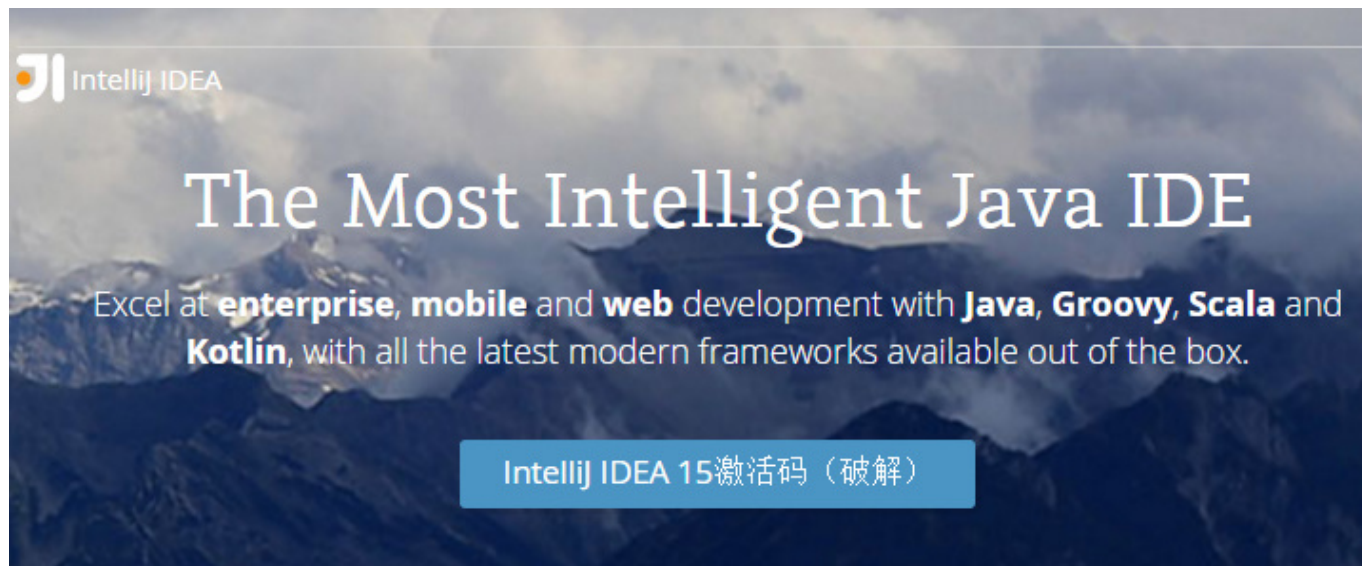 IntelliJ IDEA
The Most Intelligent Java IDE
Excel at enterprise, mobile and web development with Java, Groovy, Scala and
Kotlin, with all the latest modern frameworks available out of the box.
IntelliJ IDEA 15激活码（破解）